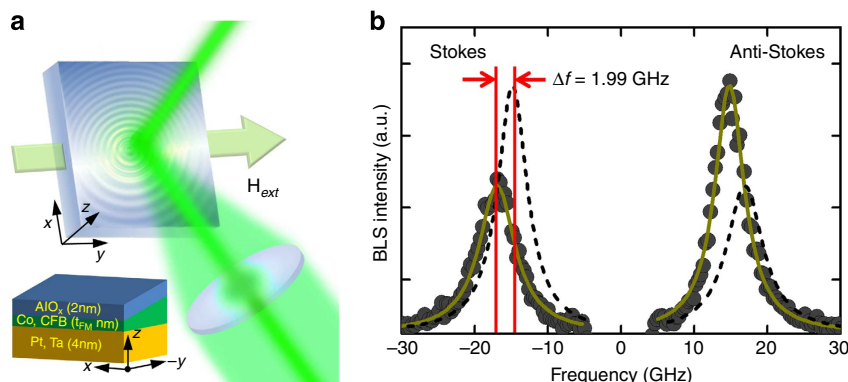 a
H_ext
x
z
y
AlOₓ (2nm)
Co, CFB (t_FM nm)
Pt, Ta (4nm)
z
x
–y
b
Stokes
Anti-Stokes
Δf = 1.99 GHz
BLS intensity (a.u.)
–30 –20 –10 0 10 20 30
Frequency (GHz)